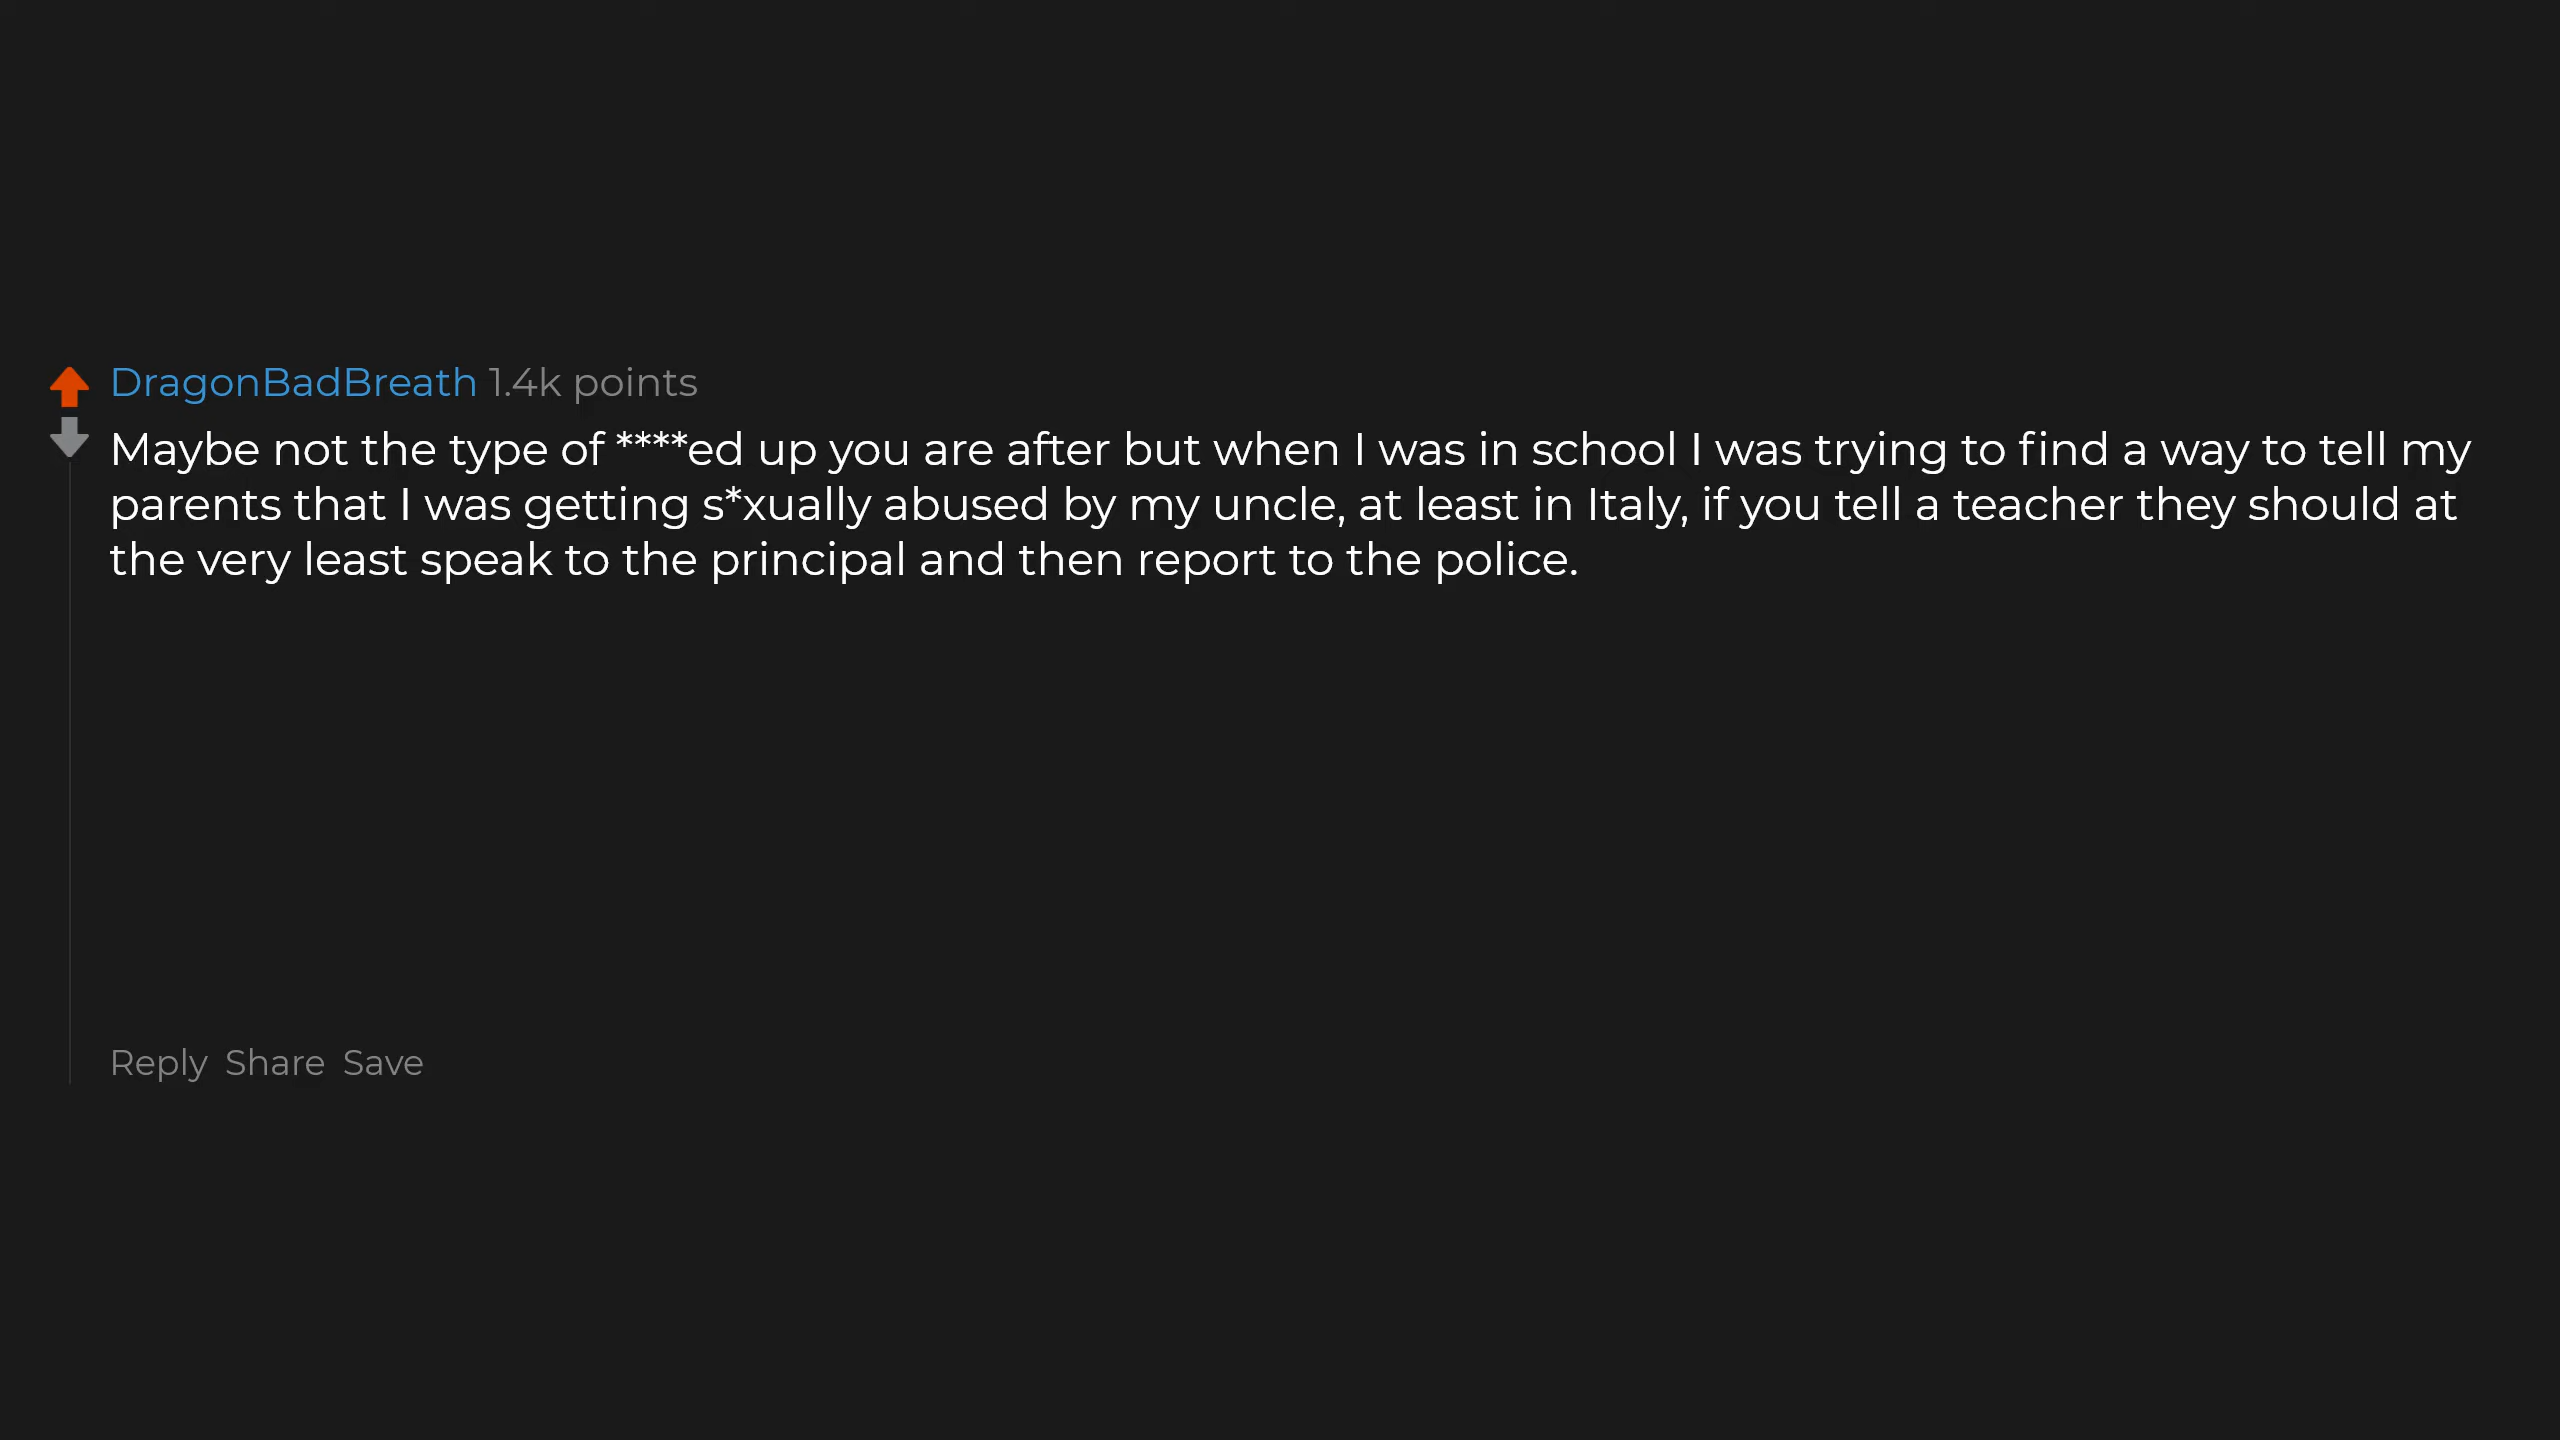 DragonBadBreath 1.4k points
Maybe not the type of ****ed up you are after but when I was in school I was trying to find a way to tell my
parents that I was getting s*xually abused by my uncle, at least in Italy, if you tell a teacher they should at
the very least speak to the principal and then report to the police.
Reply Share Save